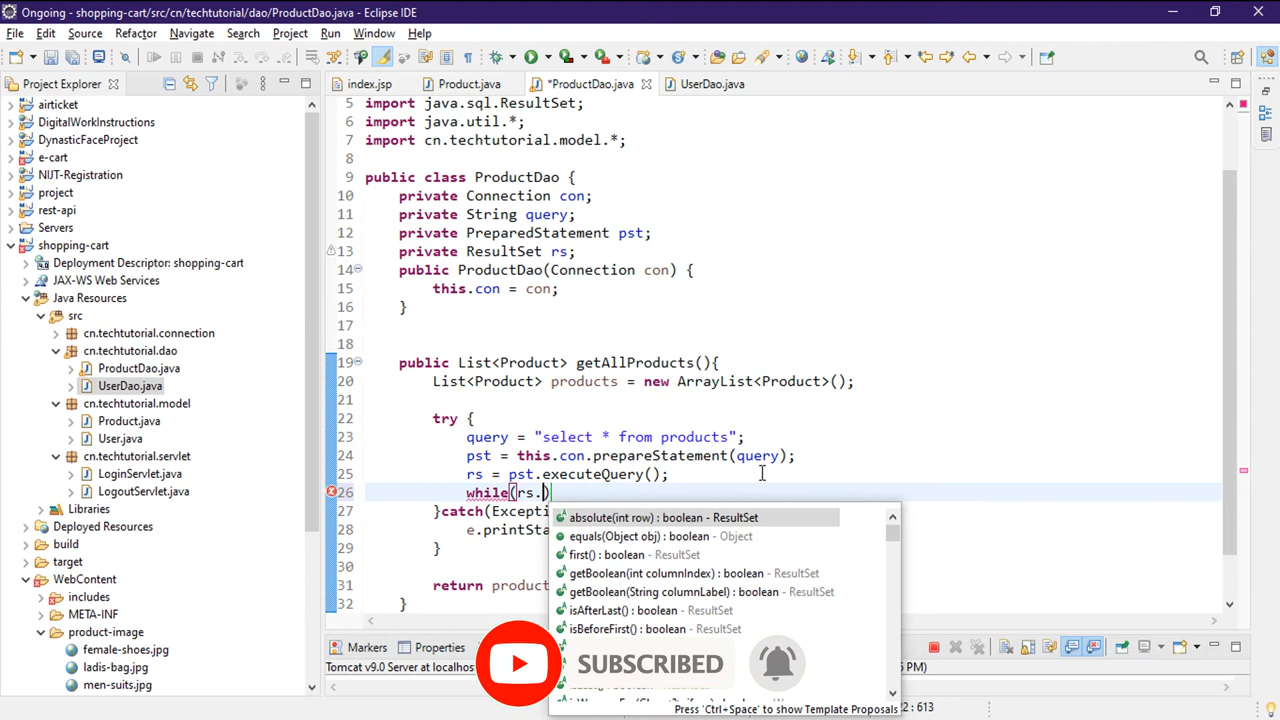 Ongoing - shopping-cart/src/cn/techtutorial/dao/ProductDao.java - Eclipse IDE
File Edit Source Refactor Navigate Search Project Run Window Help
Project Explorer
index.jsp Product.java *ProductDao.java UserDao.java
airticket
DigitalWorkInstructions
DynasticFaceProject
e-cart
NIJT-Registration
project
rest-api
Servers
shopping-cart
Deployment Descriptor: shopping-cart
JAX-WS Web Services
Java Resources
src
cn.techtutorial.connection
cn.techtutorial.dao
ProductDao.java
UserDao.java
cn.techtutorial.model
Product.java
User.java
cn.techtutorial.servlet
LoginServlet.java
LogoutServlet.java
Libraries
Deployed Resources
build
target
WebContent
includes
META-INF
product-image
female-shoes.jpg
ladis-bag.jpg
men-suits.jpg
5 import java.sql.ResultSet;
6 import java.util.*;
7 import cn.techtutorial.model.*;
8
9 public class ProductDao {
10 private Connection con;
11 private String query;
12 private PreparedStatement pst;
13 private ResultSet rs;
14 public ProductDao(Connection con) {
15 this.con = con;
16 }
17
18
19 public List<Product> getAllProducts(){
20 List<Product> products = new ArrayList<Product>();
21
22 try {
23 query = "select * from products";
24 pst = this.con.prepareStatement(query);
25 rs = pst.executeQuery();
26 while(rs.)
27 }catch(Excepti
28 e.printSta
29 }
30
31 return produc
32 }
absolute(int row) : boolean - ResultSet
equals(Object obj) : boolean - Object
first() : boolean - ResultSet
getBoolean(int columnIndex) : boolean - ResultSet
getBoolean(String columnLabel) : boolean - ResultSet
isAfterLast() : boolean - ResultSet
isBeforeFirst() : boolean - ResultSet
Press 'Ctrl+Space' to show Template Proposals
Markers Properties
Tomcat v9.0 Server at localhos
PM)
2 : 613
SUBSCRIBED